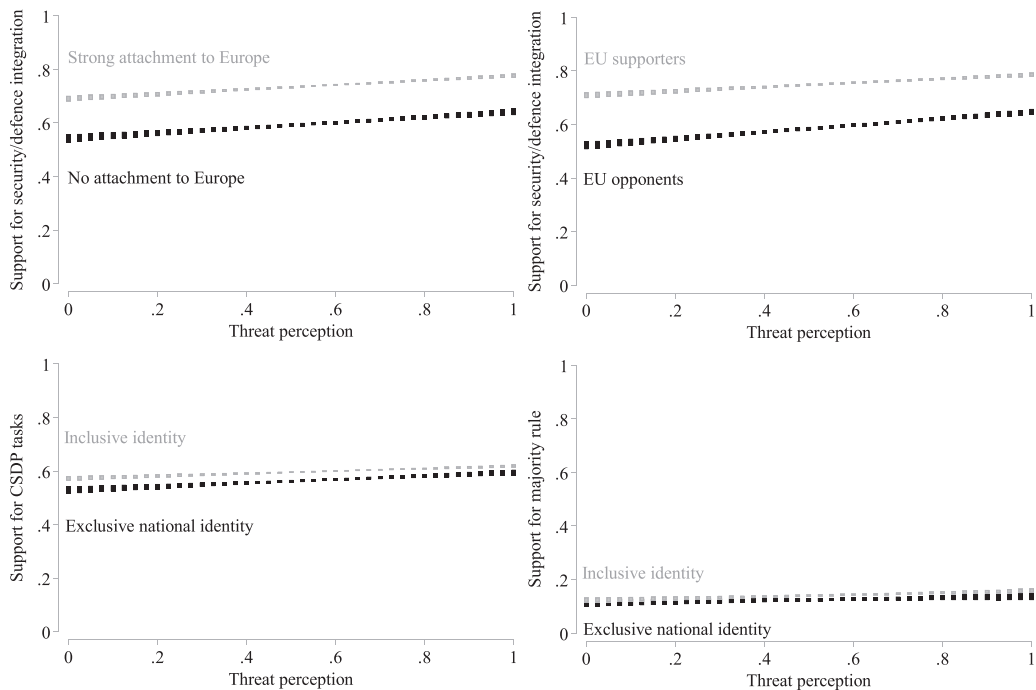 Support for security/defence integration
1
.8
.6
.4
.2
0
Strong attachment to Europe
No attachment to Europe
0 .2 .4 .6 .8 1
Threat perception
Support for security/defence integration
1
.8
.6
.4
.2
0
EU supporters
EU opponents
0 .2 .4 .6 .8 1
Threat perception
Support for CSDP tasks
1
.8
.6
.4
.2
0
Inclusive identity
Exclusive national identity
0 .2 .4 .6 .8 1
Threat perception
Support for majority rule
1
.8
.6
.4
.2
0
Inclusive identity
Exclusive national identity
0 .2 .4 .6 .8 1
Threat perception